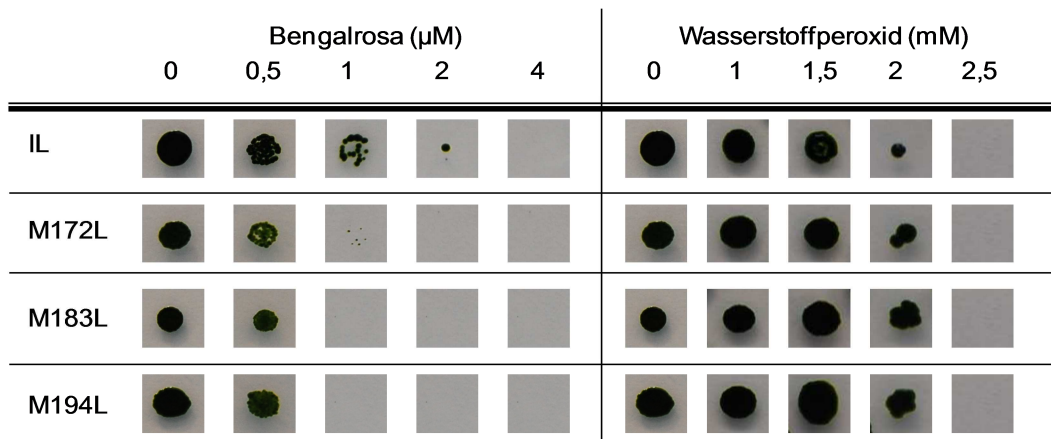 Bengalrosa (µM) Wasserstoffperoxid (mM)
0 0,5 1 2 4 0 1 1,5 2 2,5
IL
M172L
M183L
M194L